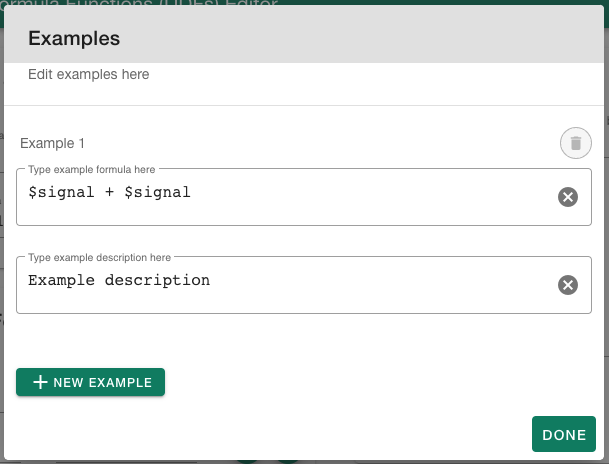 Formula Functions (UDFs) Editor
Examples
Edit examples here
Example 1
Type example formula here
$signal + $signal
Type example description here
Example description
NEW EXAMPLE
DONE